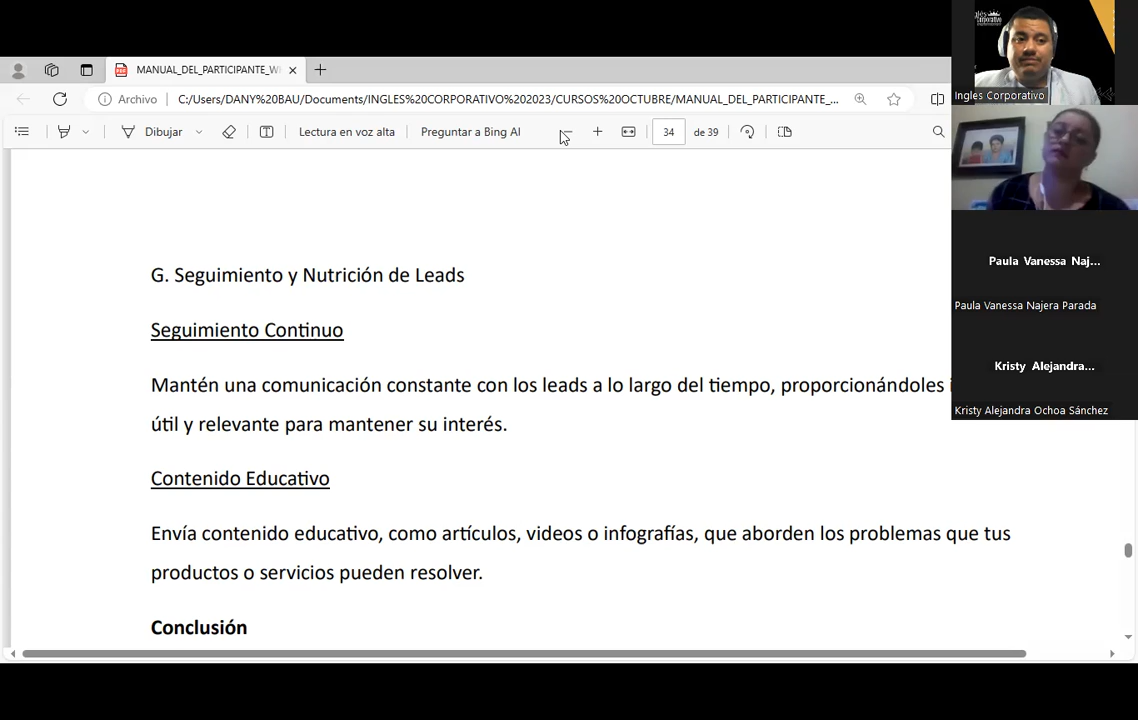 MANUAL_DEL_PARTICIPANTE_W
Archivo
C:/Users/DANY%20BAU/Documents/INGLES%20CORPORATIVO%202023/CURSOS%20OCTUBRE/MANUAL_DEL_PARTICIPANTE_...
Dibujar
Lectura en voz alta
Preguntar a Bing AI
34
de 39
G. Seguimiento y Nutrición de Leads
Seguimiento Continuo
Mantén una comunicación constante con los leads a lo largo del tiempo, proporcionándoles
útil y relevante para mantener su interés.
Contenido Educativo
Envía contenido educativo, como artículos, videos o infografías, que aborden los problemas que tus
productos o servicios pueden resolver.
Conclusión
Ingles Corporativo
Paula Vanessa Naj...
Paula Vanessa Najera Parada
Kristy Alejandra...
Kristy Alejandra Ochoa Sánchez